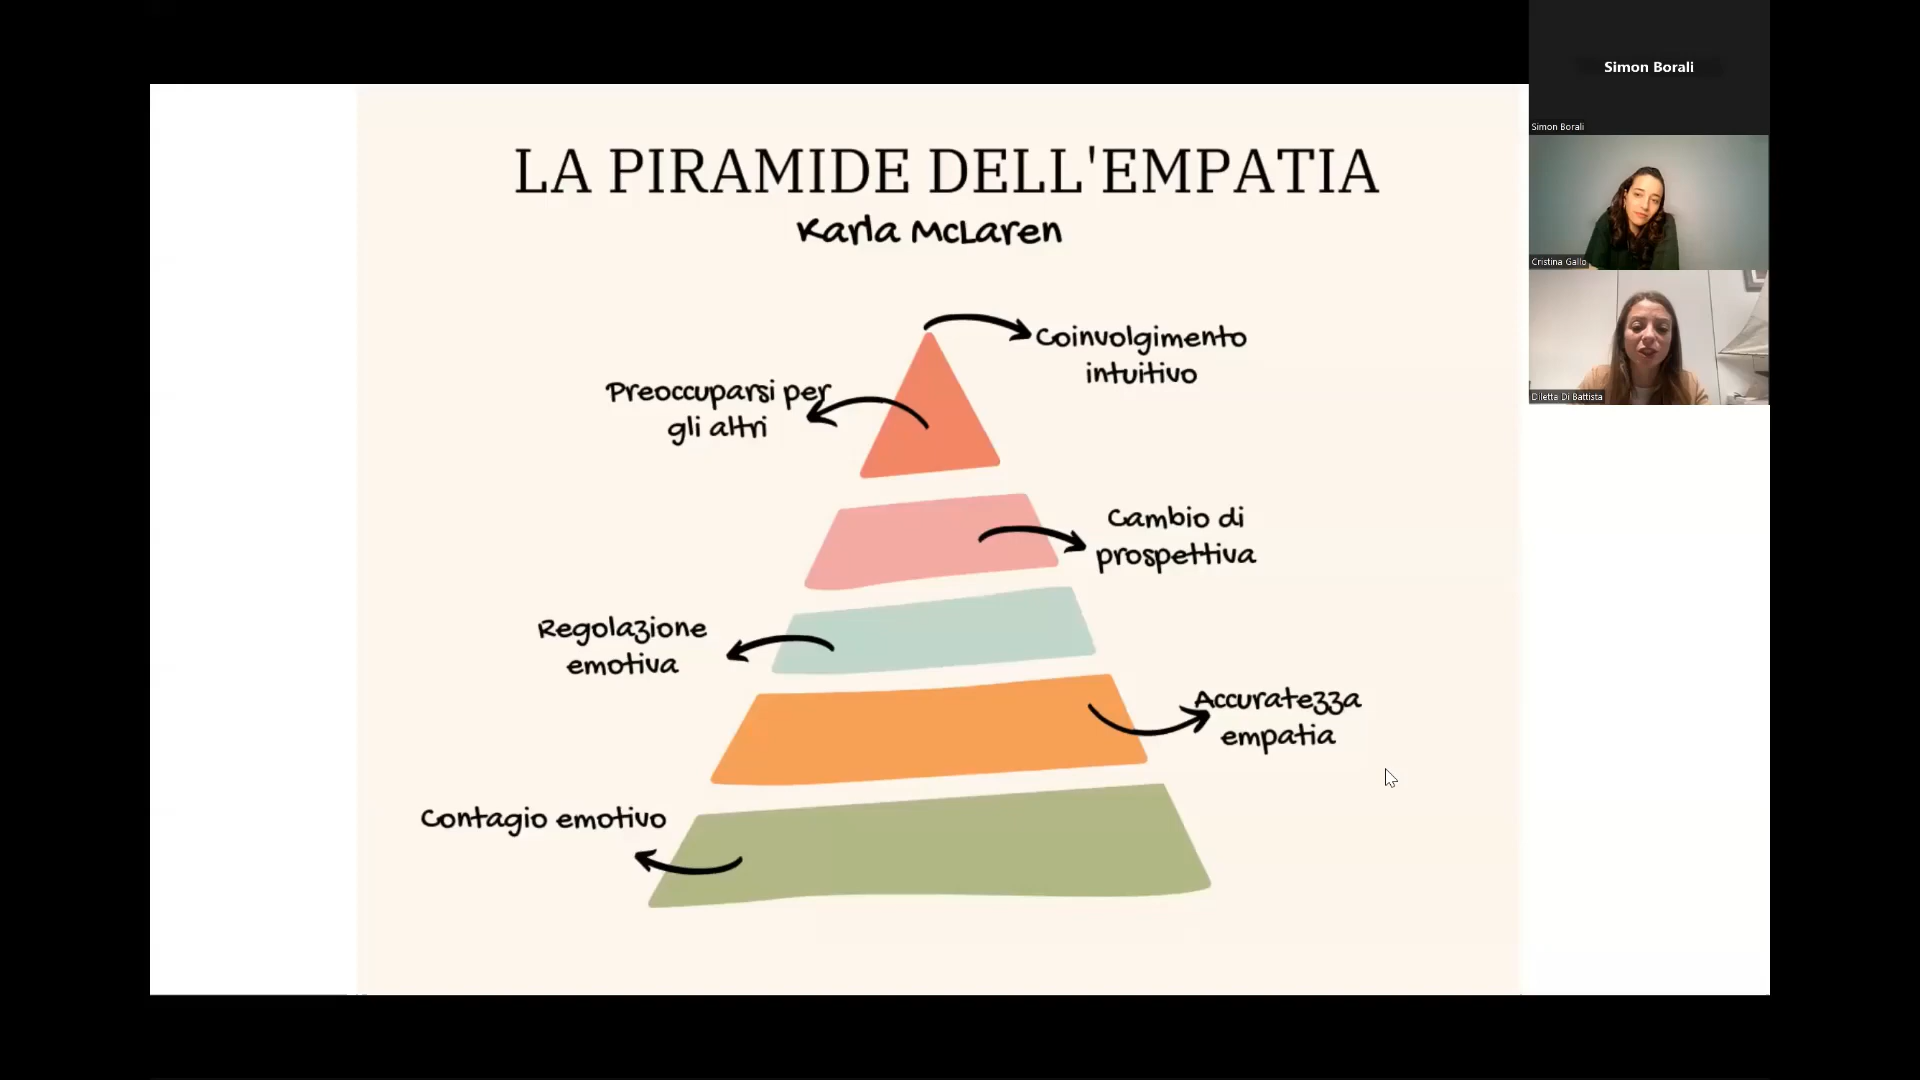 LA PIRAMIDE DELL'EMPATIA
Karla McLaren
Coinvolgimento
intuitivo
Preoccuparsi per
gli altri
Cambio di
prospettiva
Regolazione
emotiva
Accuratezza
empatia
Contagio emotivo
Simon Borali
Simon Borali
Cristina Gallo
Diletta Di Battista